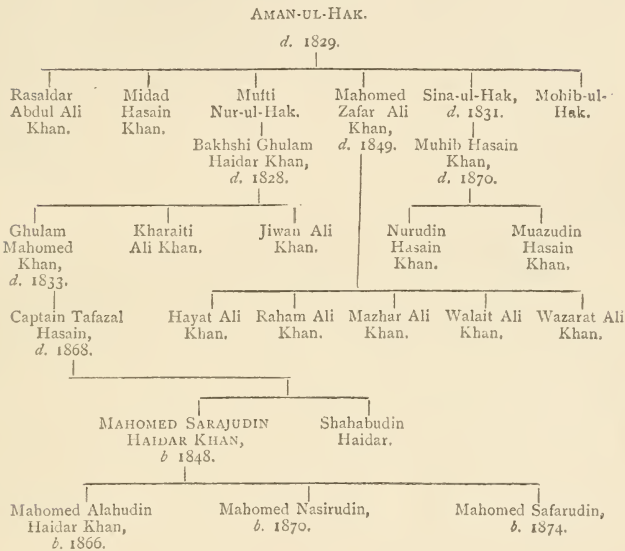 AMAN-UL-HAK.
d. 1829.
Rasaldar Abdul Ali Khan.
Midad Hasain Khan.
Mufti Nur-ul-Hak.
Mahomed Zafar Ali Khan, d. 1849.
Sina-ul-Hak, d. 1831.
Mohib-ul-Hak.
Bakhshi Ghulam Haidar Khan, d. 1828.
Muhib Hasain Khan, d. 1870.
Ghulam Mahomed Khan, d. 1833.
Kharaiti Ali Khan.
Jiwan Ali Khan.
Nurudin Hasain Khan.
Muazudin Hasain Khan.
Captain Tafazal Hasain, d. 1868.
Hayat Ali Khan.
Raham Ali Khan.
Mazhar Ali Khan.
Walait Ali Khan.
Wazarat Ali Khan.
MAHOMED SARAJUDIN HAIDAR KHAN, b 1848.
Shahabudin Haidar.
Mahomed Alahudin Haidar Khan, b. 1866.
Mahomed Nasirudin, b. 1870.
Mahomed Safarudin, b. 1874.